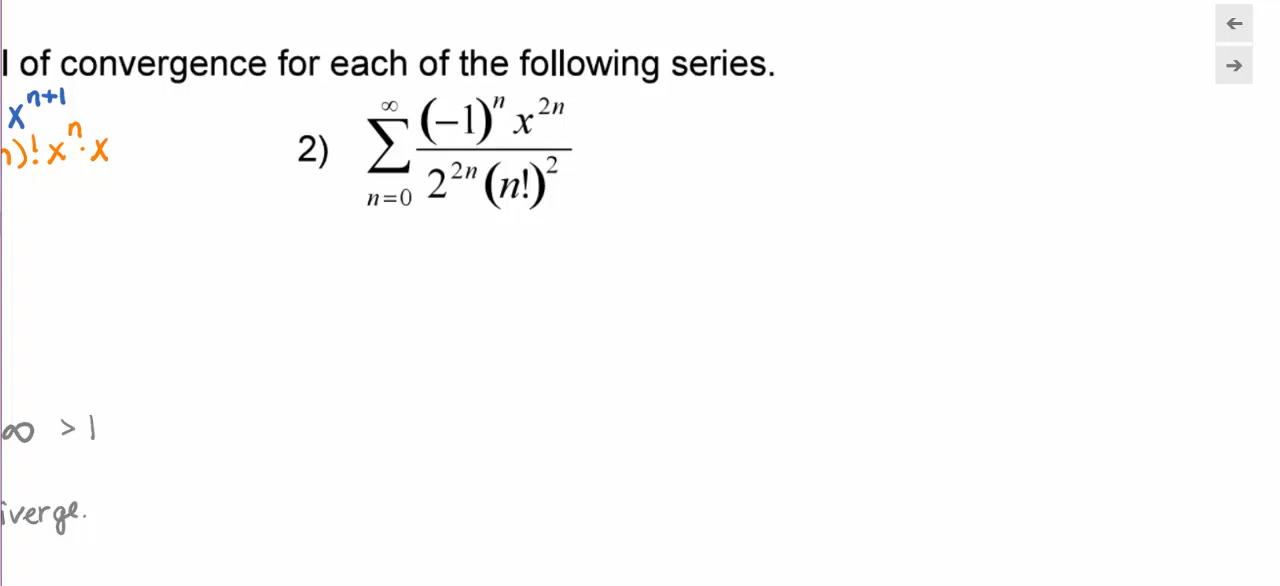 l of convergence for each of the following series.
x^{n+1}
n)! x^n · x
2) \sum_{n=0}^{∞} \frac{(-1)^n x^{2n}}{2^{2n} (n!)^2}
∞ > 1
iverge.